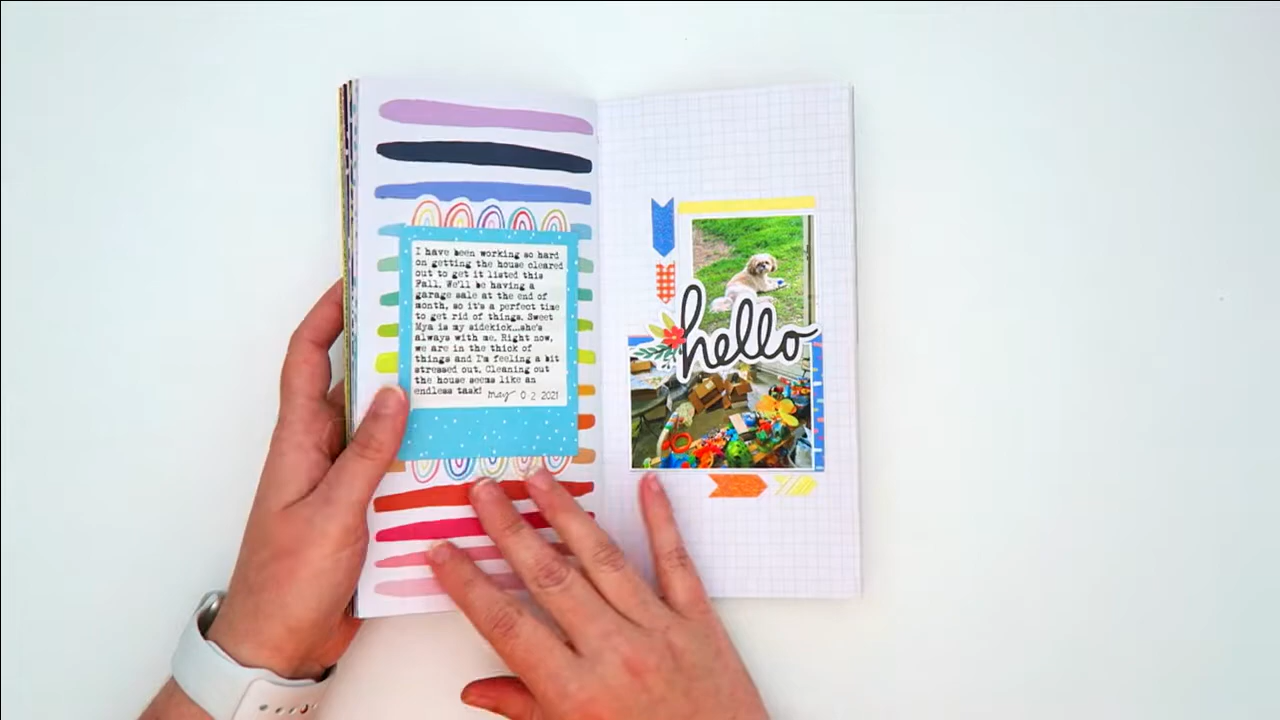 I have been working so hard
on getting the house cleared
out to get it listed this
Fall. We'll be having a
garage sale at the end of
month, so it's a perfect time
to get rid of things. Sweet
Mya is my sidekick...she's
always with me. Right now,
we are in the thick of
things and I'm feeling a bit
stressed out. Cleaning out
the house seems like an
endless task!
may 02 2021
hello